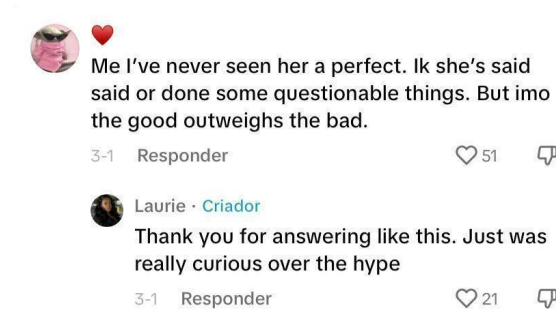 ❤️
Me I've never seen her a perfect. Ik she's said
said or done some questionable things. But imo
the good outweighs the bad.
3-1 Responder 51
Laurie · Criador
Thank you for answering like this. Just was
really curious over the hype
3-1 Responder 21